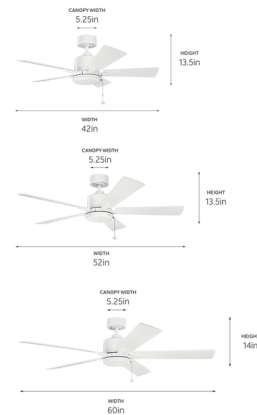 CANOPY WIDTH
5.25in
HEIGHT
13.5in
WIDTH
42in
CANOPY WIDTH
5.25in
HEIGHT
13.5in
WIDTH
52in
CANOPY WIDTH
5.25in
HEIGH
14in
WIDTH
60in